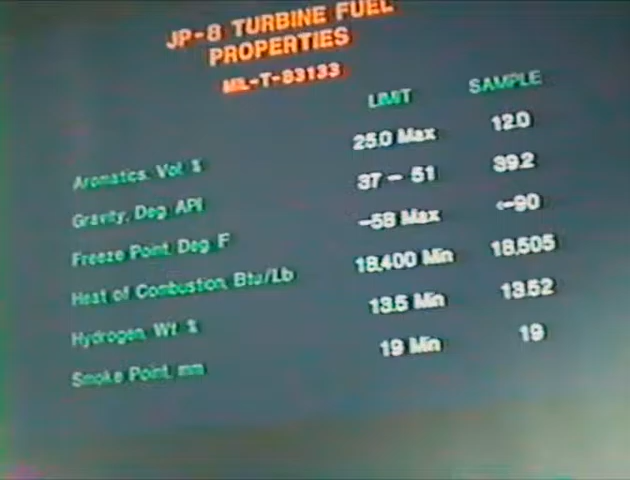 JP-8 TURBINE FUEL
PROPERTIES
MIL-T-83133
LIMIT SAMPLE
Aromatics, Vol % 25.0 Max 12.0
Gravity, Deg API 37 - 51 39.2
Freeze Point, Deg F -58 Max <-90
Heat of Combustion, Btu/Lb 18,400 Min 18,505
Hydrogen, Wt % 13.5 Min 13.52
Smoke Point, mm 19 Min 19